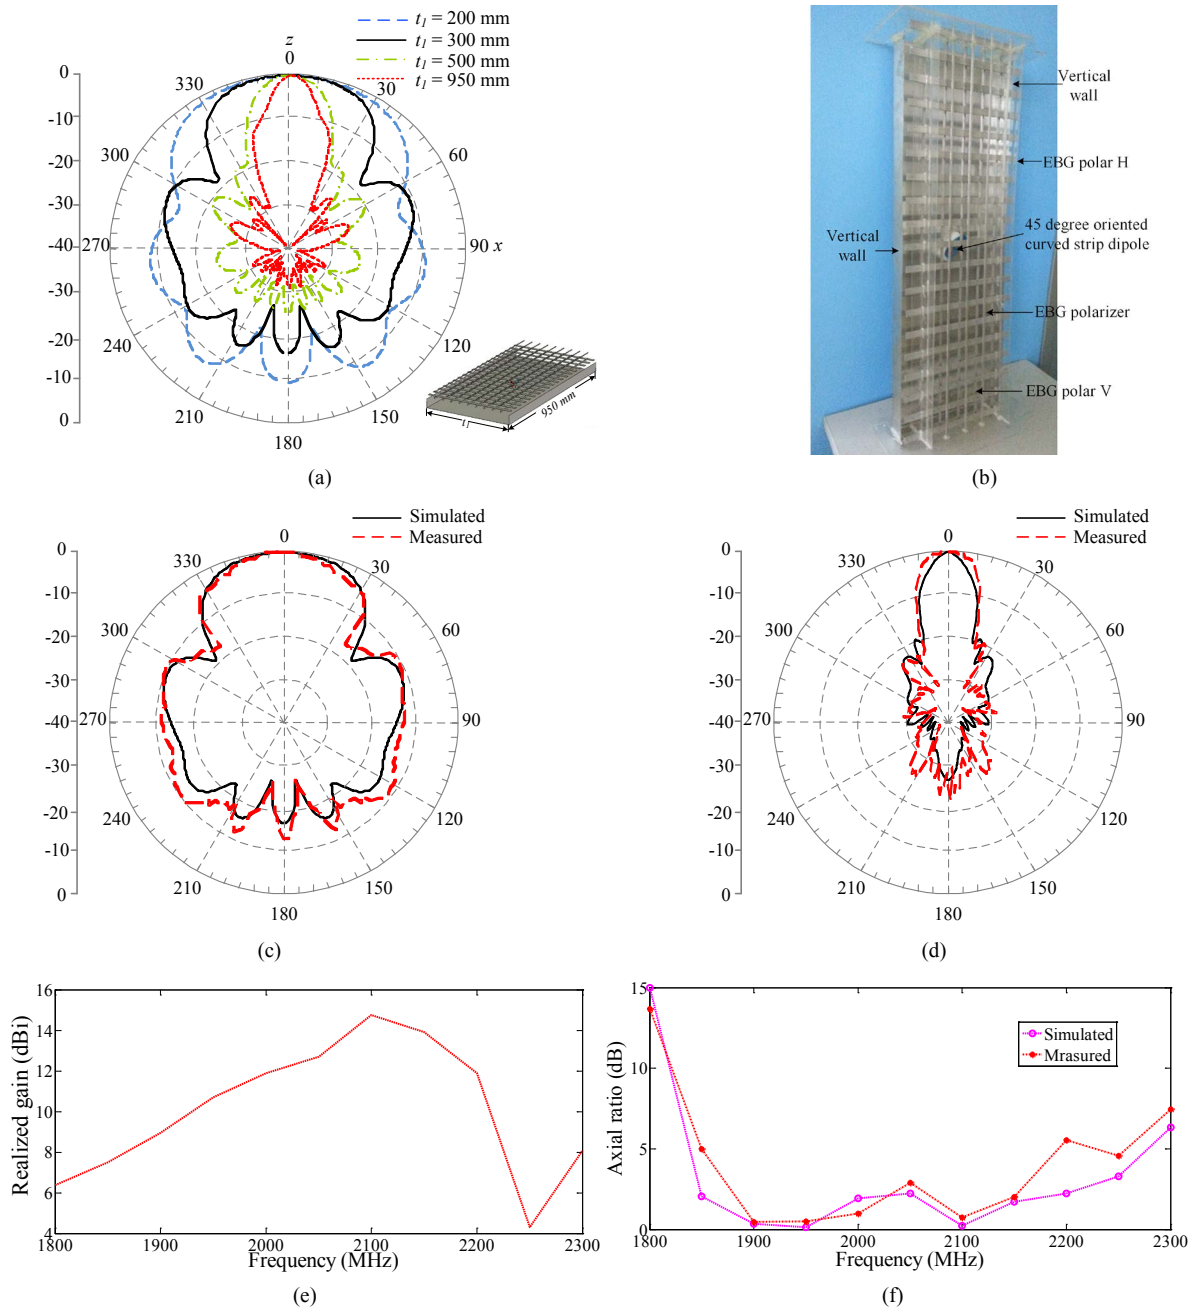 t1 = 200 mm
t1 = 300 mm
t1 = 500 mm
t1 = 950 mm
z
0
330
30
300
60
270
90 x
240
120
210
150
180
0
-10
-20
-30
-40
-30
-20
-10
0
t1
950 mm
(a)
Vertical
wall
EBG polar H
45 degree oriented
curved strip dipole
Vertical
wall
EBG polarizer
EBG polar V
(b)
Simulated
Measured
0
330
30
300
60
270
90
240
120
210
150
180
0
-10
-20
-30
-40
-30
-20
-10
0
(c)
Simulated
Measured
0
330
30
300
60
270
90
240
120
210
150
180
0
-10
-20
-30
-40
-30
-20
-10
0
(d)
16
14
12
10
8
6
4
Realized gain (dBi)
1800 1900 2000 2100 2200 2300
Frequency (MHz)
(e)
15
10
5
0
Axial ratio (dB)
Simulated
Mrasured
1800 1900 2000 2100 2200 2300
Frequency (MHz)
(f)